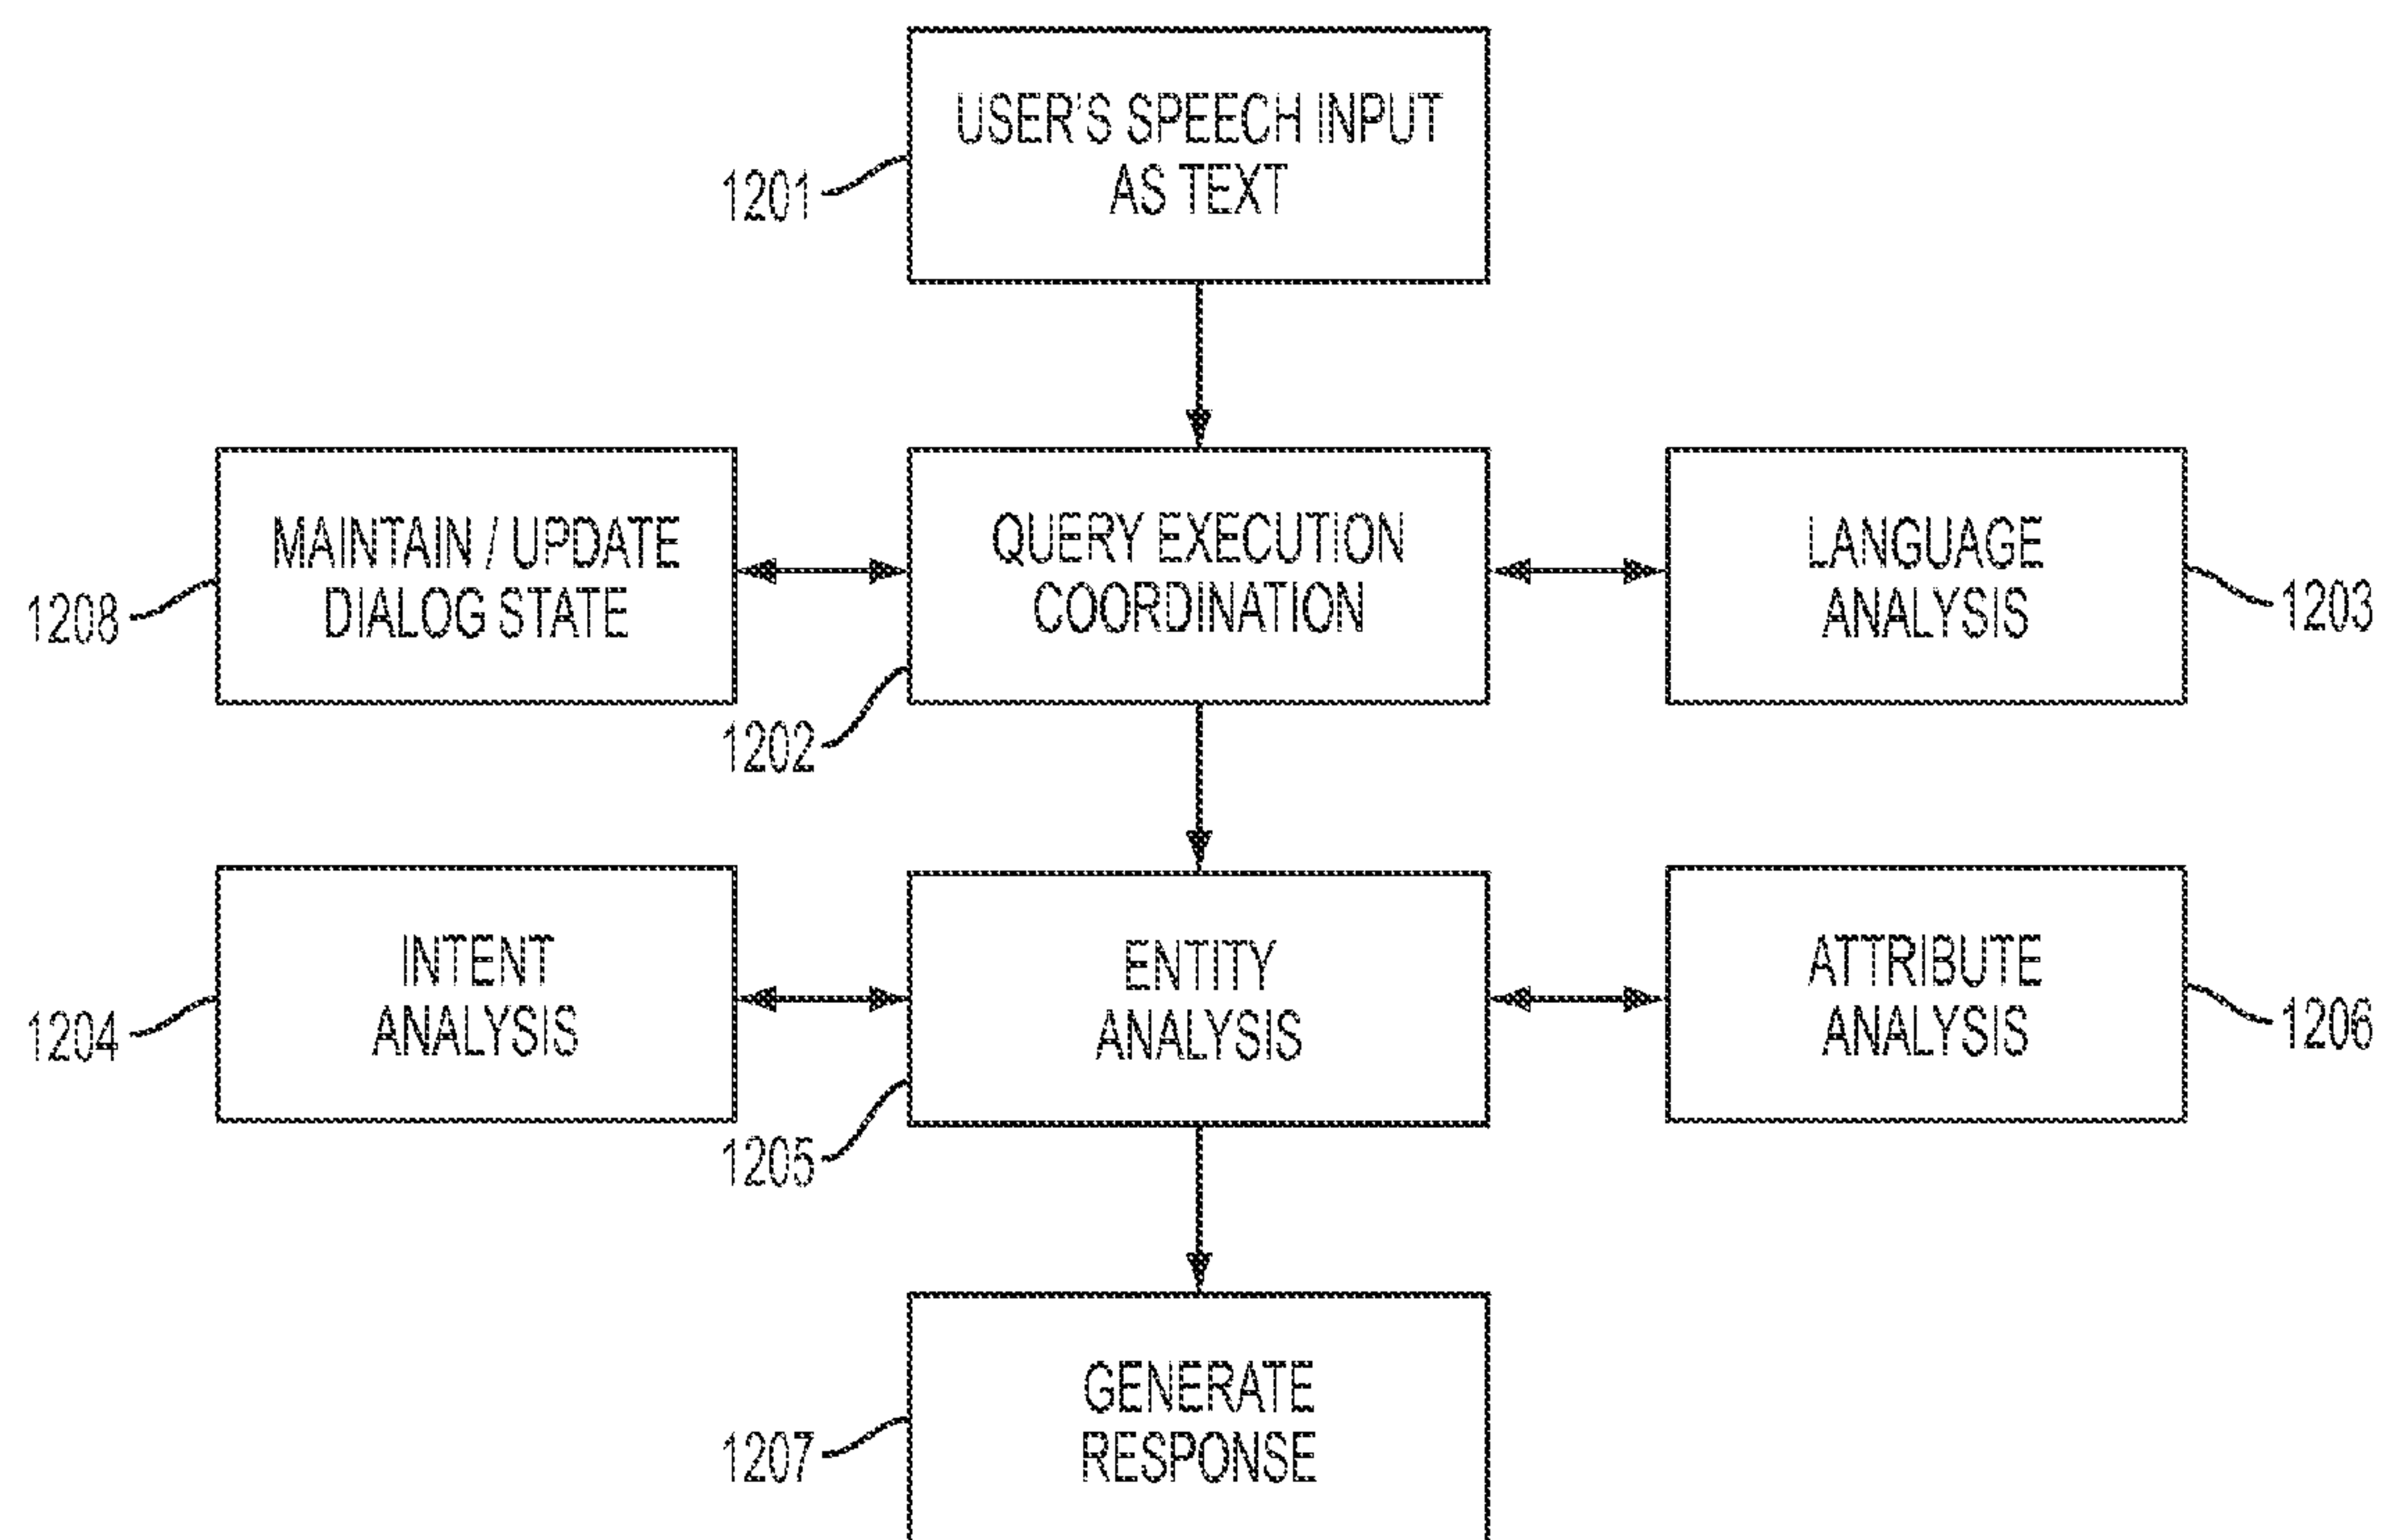 USER'S SPEECH INPUT
AS TEXT
1201
MAINTAIN / UPDATE
DIALOG STATE
1208
QUERY EXECUTION
COORDINATION
1202
LANGUAGE
ANALYSIS
1203
INTENT
ANALYSIS
1204
ENTITY
ANALYSIS
1205
ATTRIBUTE
ANALYSIS
1206
GENERATE
RESPONSE
1207